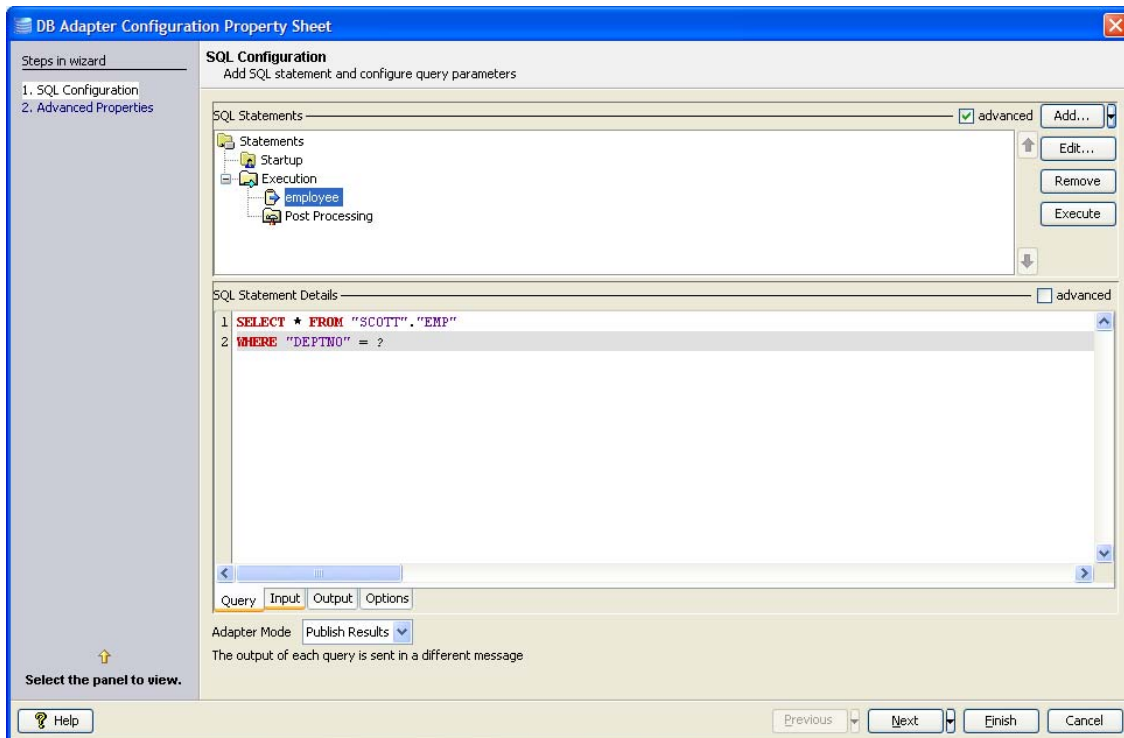 DB Adapter Configuration Property Sheet
Steps in wizard
1. SQL Configuration
2. Advanced Properties
SQL Configuration
Add SQL statement and configure query parameters
SQL Statements
advanced
Add...
Statements
Startup
Execution
employee
Post Processing
Edit...
Remove
Execute
SQL Statement Details
advanced
1 SELECT * FROM "SCOTT"."EMP"
2 WHERE "DEPTNO" = ?
Query Input Output Options
Adapter Mode Publish Results
The output of each query is sent in a different message
Select the panel to view.
? Help
Previous
Next
Finish
Cancel